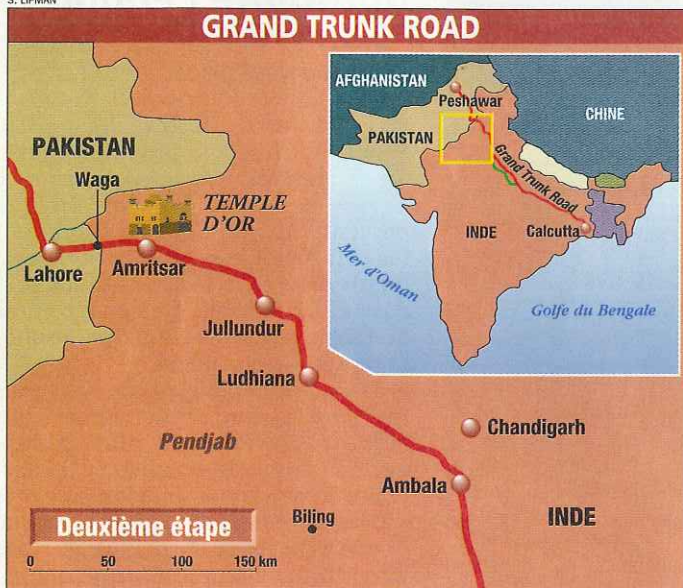 S. LIPMAN
GRAND TRUNK ROAD
AFGHANISTAN
Peshawar
CHINE
PAKISTAN
Grand Trunk Road
INDE
Calcutta
Mer d'Oman
Golfe du Bengale
PAKISTAN
Waga
TEMPLE
D'OR
Lahore
Amritsar
Jullundur
Ludhiana
Chandigarh
Pendjab
Ambala
Biling
INDE
Deuxième étape
0 50 100 150 km